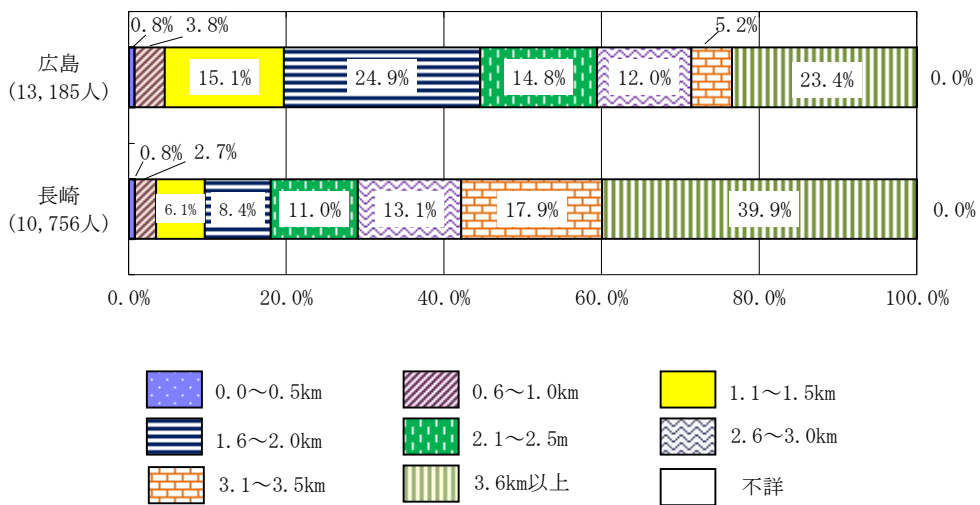 0.8% 3.8% 5.2%
広島
(13,185人)
15.1% 24.9% 14.8% 12.0% 23.4% 0.0%
0.8% 2.7%
長崎
(10,756人)
6.1% 8.4% 11.0% 13.1% 17.9% 39.9% 0.0%
0.0% 20.0% 40.0% 60.0% 80.0% 100.0%
0.0～0.5km 0.6～1.0km 1.1～1.5km
1.6～2.0km 2.1～2.5m 2.6～3.0km
3.1～3.5km 3.6km以上 不詳